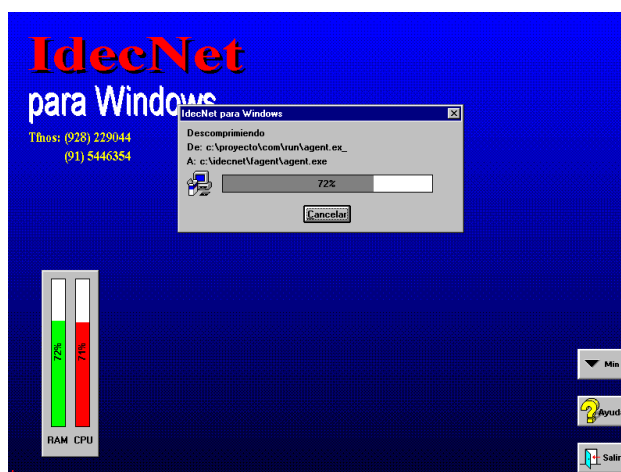 IdecNet
para Windows
Tfnos: (928) 229044
(91) 5446354
IdecNet para Windows
Descomprimiendo
De: c:\proyecto\com\run\agent.ex_
A: c:\idecnet\fagent\agent.exe
72%
Cancelar
72%
71%
RAM CPU
Min
Ayud
Salir